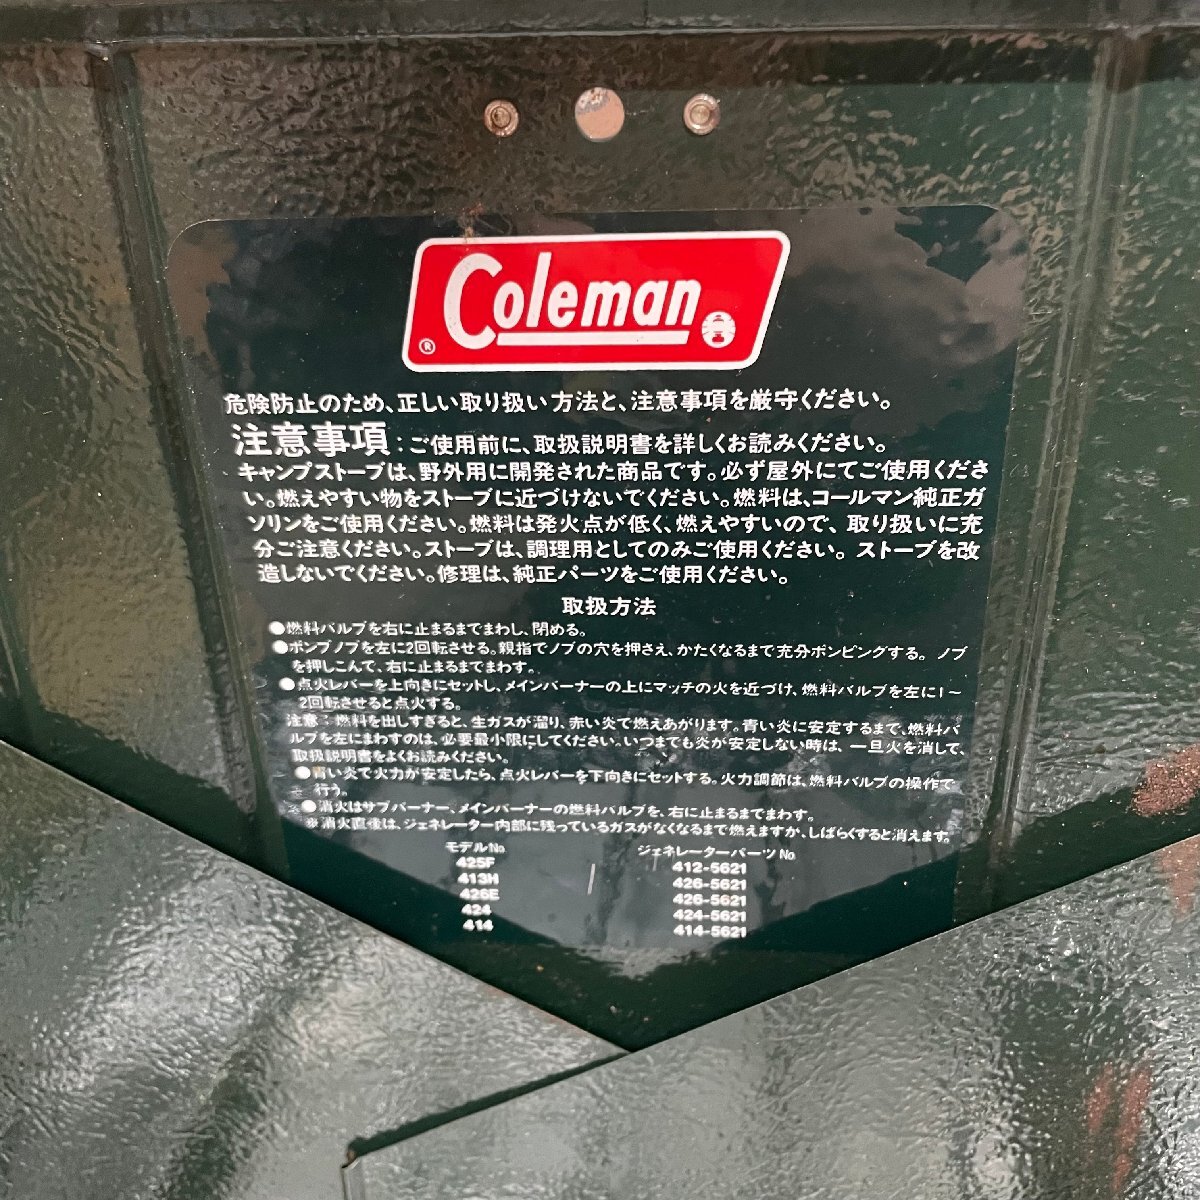 Coleman
®
危険防止のため、正しい取り扱い方法と、注意事項を厳守ください。
注意事項：ご使用前に、取扱説明書を詳しくお読みください。
キャンプストーブは、野外用に開発された商品です。必ず屋外にてご使用くださ
い。燃えやすい物をストーブに近づけないでください。燃料は、コールマン純正ガ
ソリンをご使用ください。燃料は発火点が低く、燃えやすいので、取り扱いに充
分ご注意ください。ストーブは、調理用としてのみご使用ください。ストーブを改
造しないでください。修理は、純正パーツをご使用ください。
取扱方法
●燃料バルブを右に止まるまでまわし、閉める。
●ポンプノブを左に2回転させる。親指でノブの穴を押さえ、かたくなるまで充分ポンピングする。ノブ
を押しこんで、右に止まるまでまわす。
●点火レバーを上向きにセットし、メインバーナーの上にマッチの火を近づけ、燃料バルブを左に1～
2回転させると点火する。
注意：燃料を出しすぎると、生ガスが溜り、赤い炎で燃えあがります。青い炎に安定するまで、燃料バ
ルブを左にまわすのは、必要最小限にしてください。いつまでも炎が安定しない時は、一旦火を消して、
取扱説明書をよくお読みください。
●青い炎で火力が安定したら、点火レバーを下向きにセットする。火力調節は、燃料バルブの操作で
行う。
●消火はサブバーナー、メインバーナーの燃料バルブを、右に止まるまでまわす。
※消火直後は、ジェネレーター内部に残っているガスがなくなるまで燃えますが、しばらくすると消えます。
モデルNo. ジェネレーターパーツNo.
425F 412-5621
413H 426-5621
426E 426-5621
424 424-5621
414 414-5621